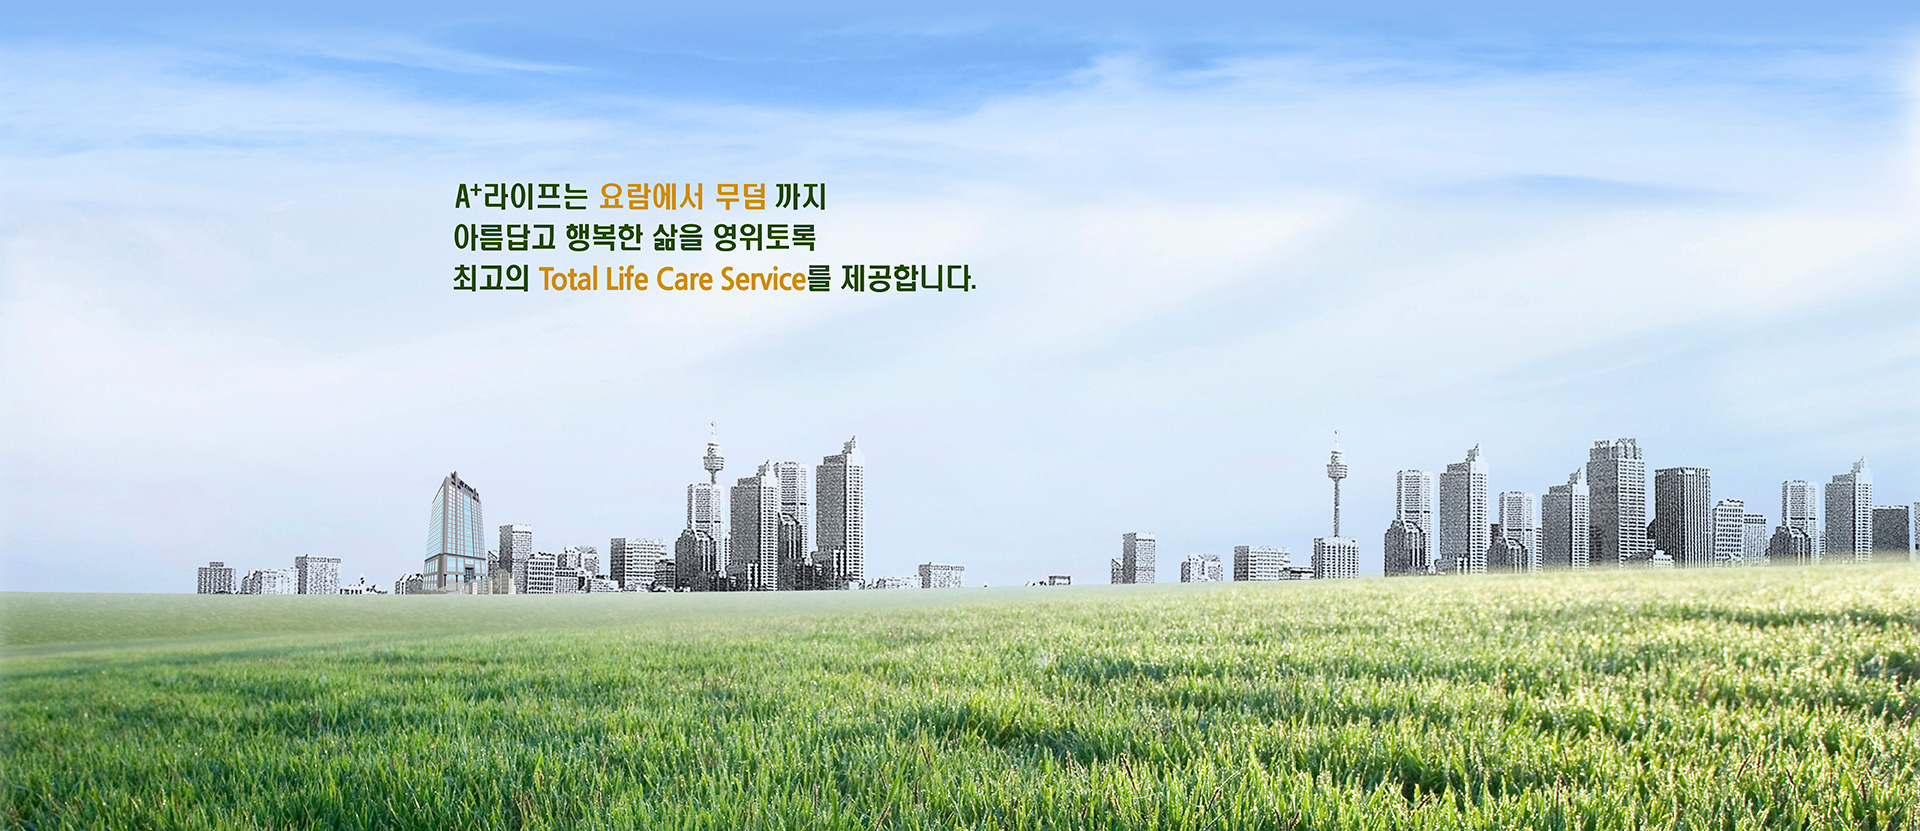 A+라이프는 요람에서 무덤 까지
아름답고 행복한 삶을 영위토록
최고의 Total Life Care Service를 제공합니다.